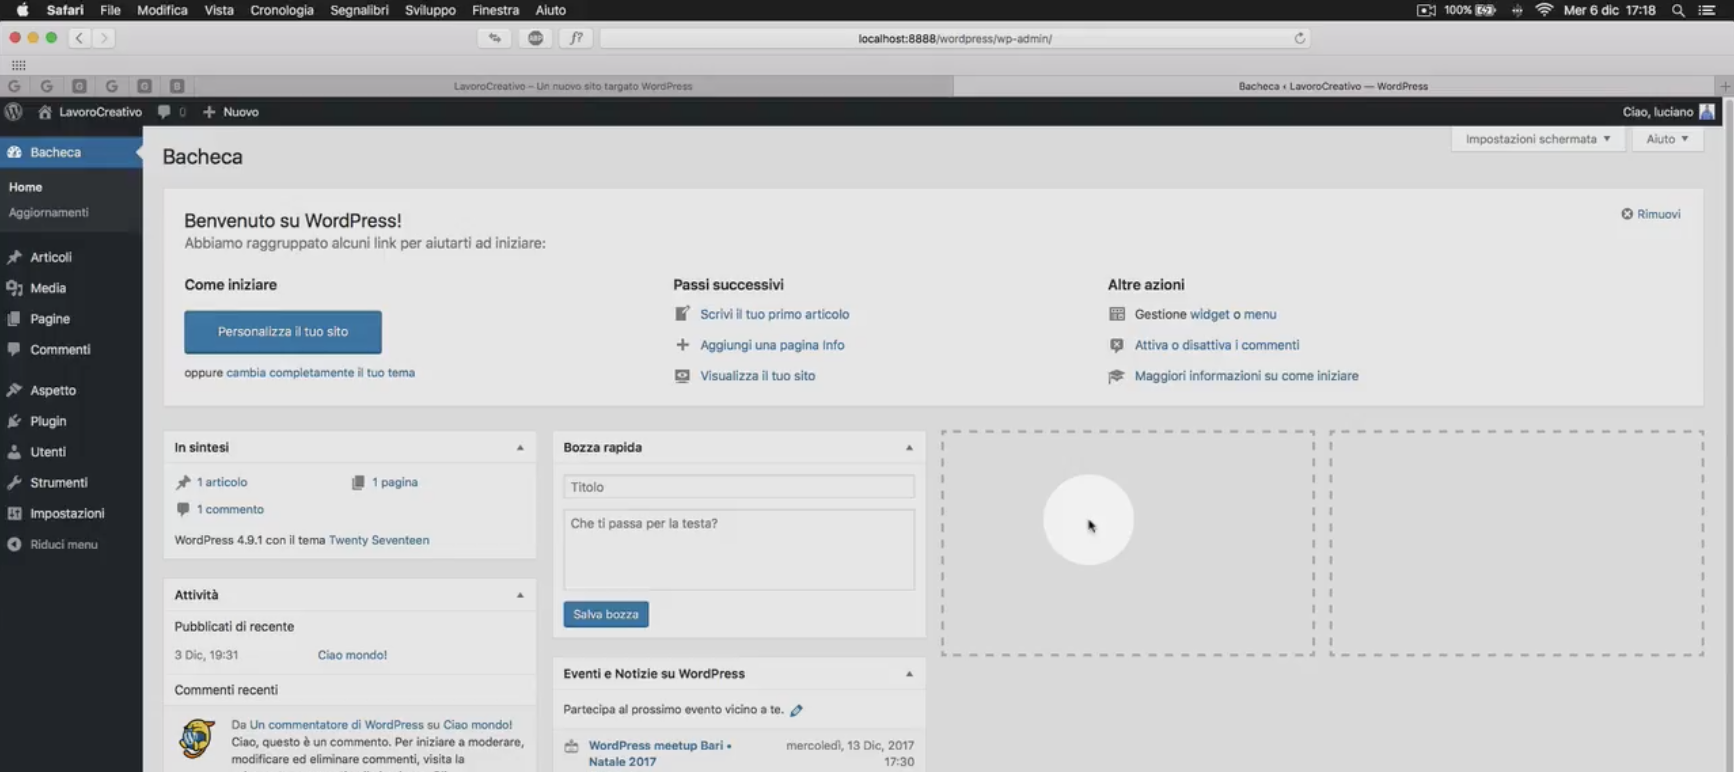 Safari File Modifica Vista Cronologia Segnalibri Sviluppo Finestra Aiuto 100% Mer 6 dic 17:18
ABP f? localhost:8888/wordpress/wp-admin/
LavoroCreativo – Un nuovo sito targato WordPress Bacheca ‹ LavoroCreativo — WordPress
LavoroCreativo 0 + Nuovo Ciao, luciano
Bacheca
Home
Aggiornamenti
Articoli
Media
Pagine
Commenti
Aspetto
Plugin
Utenti
Strumenti
Impostazioni
Riduci menu
Impostazioni schermata Aiuto
Bacheca
Benvenuto su WordPress!
Abbiamo raggruppato alcuni link per aiutarti ad iniziare:
Rimuovi
Come iniziare
Personalizza il tuo sito
oppure cambia completamente il tuo tema
Passi successivi
Scrivi il tuo primo articolo
Aggiungi una pagina Info
Visualizza il tuo sito
Altre azioni
Gestione widget o menu
Attiva o disattiva i commenti
Maggiori informazioni su come iniziare
In sintesi
1 articolo 1 pagina
1 commento
WordPress 4.9.1 con il tema Twenty Seventeen
Attività
Pubblicati di recente
3 Dic, 19:31 Ciao mondo!
Commenti recenti
Da Un commentatore di WordPress su Ciao mondo!
Ciao, questo è un commento. Per iniziare a moderare,
modificare ed eliminare commenti, visita la
Bozza rapida
Titolo
Che ti passa per la testa?
Salva bozza
Eventi e Notizie su WordPress
Partecipa al prossimo evento vicino a te.
WordPress meetup Bari • mercoledì, 13 Dic, 2017
Natale 2017 17:30